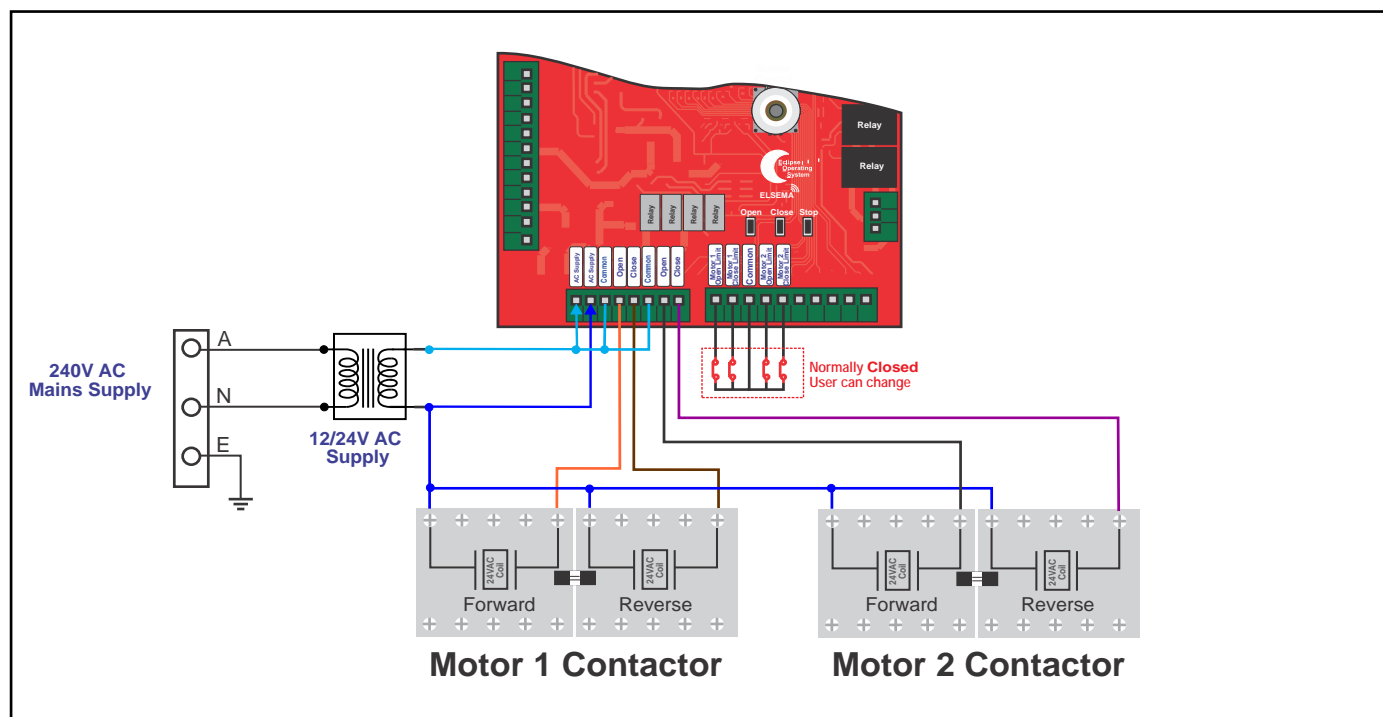 Relay
Relay
Eclipse
Operating
System
ELSEMA
Relay
Relay
Relay
Relay
Open
Close
Stop
AC Supply
AC Supply
Common
Open
Close
Common
Open
Close
Motor 1
Open Limit
Motor 1
Close Limit
Common
Motor 2
Open Limit
Motor 2
Close Limit
240V AC
Mains Supply
A
N
E
12/24V AC
Supply
Normally Closed
User can change
24VAC
Coil
Forward
24VAC
Coil
Reverse
24VAC
Coil
Forward
24VAC
Coil
Reverse
Motor 1 Contactor
Motor 2 Contactor